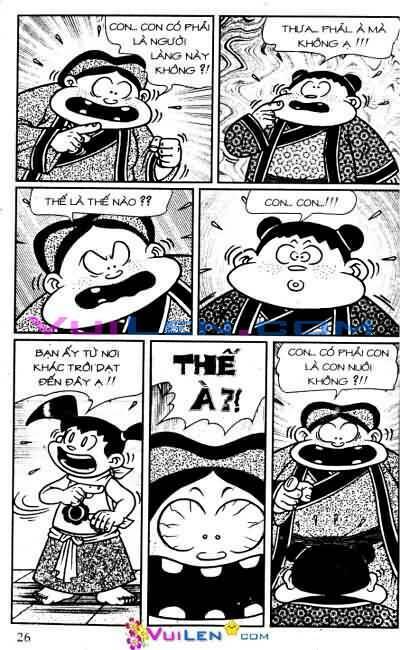 CON... CON CÓ PHẢI
LÀ NGƯỜI
LÀNG NÀY
KHÔNG ?!
THƯA... PHẢI... À MÀ
KHÔNG Ạ !!!
THẾ LÀ THẾ NÀO ??
CON... CON...!!!
VUILEN.COM
BẠN ẤY TỪ NƠI
KHÁC TRÔI DẠT
ĐẾN ĐÂY Ạ.!!
THẾ
À?!
CON... CÓ PHẢI CON
LÀ CON NUÔI
KHÔNG ?!!
26
VUILEN.COM